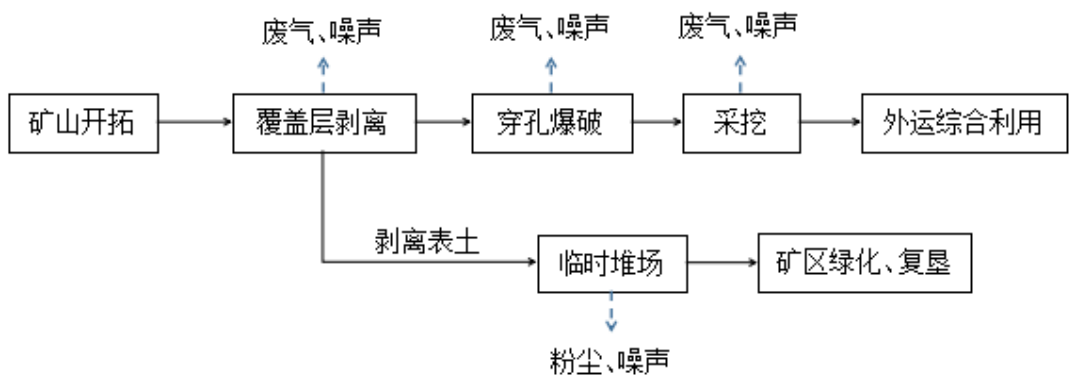 废气、噪声
废气、噪声
废气、噪声
矿山开拓
覆盖层剥离
穿孔爆破
采挖
外运综合利用
剥离表土
临时堆场
矿区绿化、复垦
粉尘、噪声